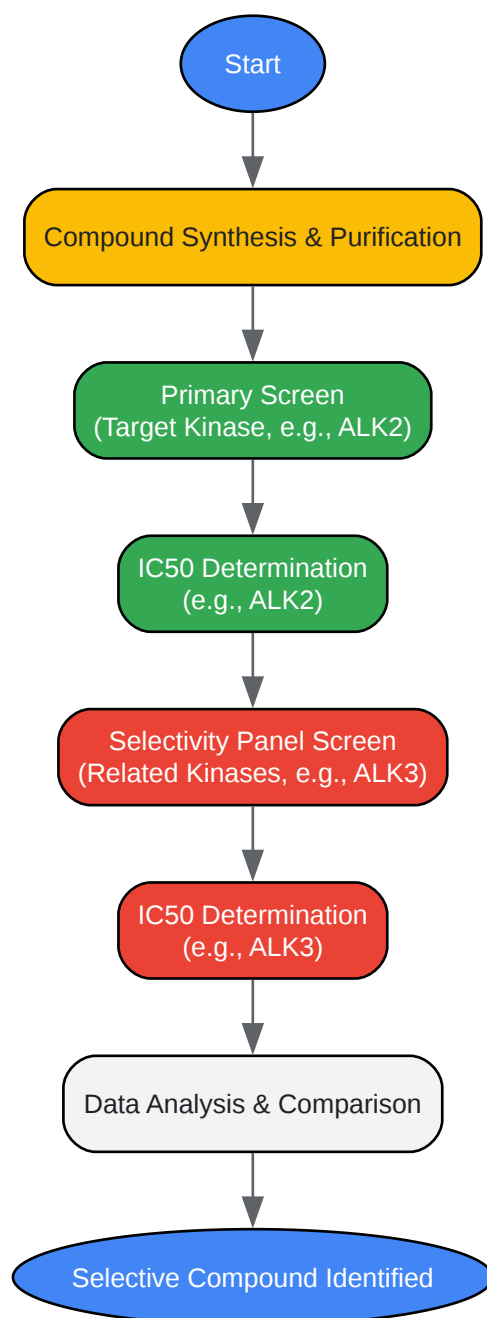 Start
Compound Synthesis & Purification
Primary Screen
(Target Kinase, e.g., ALK2)
IC50 Determination
(e.g., ALK2)
Selectivity Panel Screen
(Related Kinases, e.g., ALK3)
IC50 Determination
(e.g., ALK3)
Data Analysis & Comparison
Selective Compound Identified